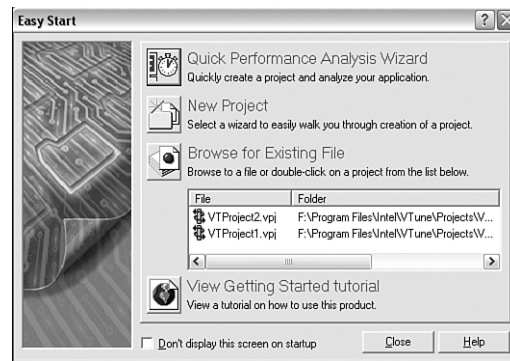 Easy Start
Quick Performance Analysis Wizard
Quickly create a project and analyze your application.
New Project
Select a wizard to easily walk you through creation of a project.
Browse for Existing File
Browse to a file or double-click on a project from the list below.
File Folder
VTProject2.vpj F:\Program Files\Intel\VTune\Projects\V...
VTProject1.vpj F:\Program Files\Intel\VTune\Projects\V...
View Getting Started tutorial
View a tutorial on how to use this product.
Don't display this screen on startup Close Help